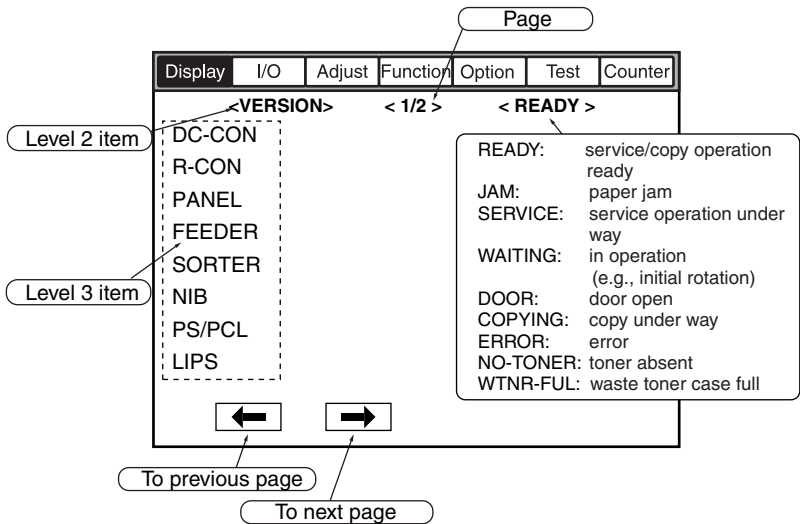 Page
Display I/O Adjust Function Option Test Counter
<VERSION> < 1/2 > < READY >
Level 2 item
DC-CON
R-CON
PANEL
FEEDER
SORTER
NIB
PS/PCL
LIPS
Level 3 item
READY: service/copy operation
ready
JAM: paper jam
SERVICE: service operation under
way
WAITING: in operation
(e.g., initial rotation)
DOOR: door open
COPYING: copy under way
ERROR: error
NO-TONER: toner absent
WTNR-FUL: waste toner case full
To previous page
To next page